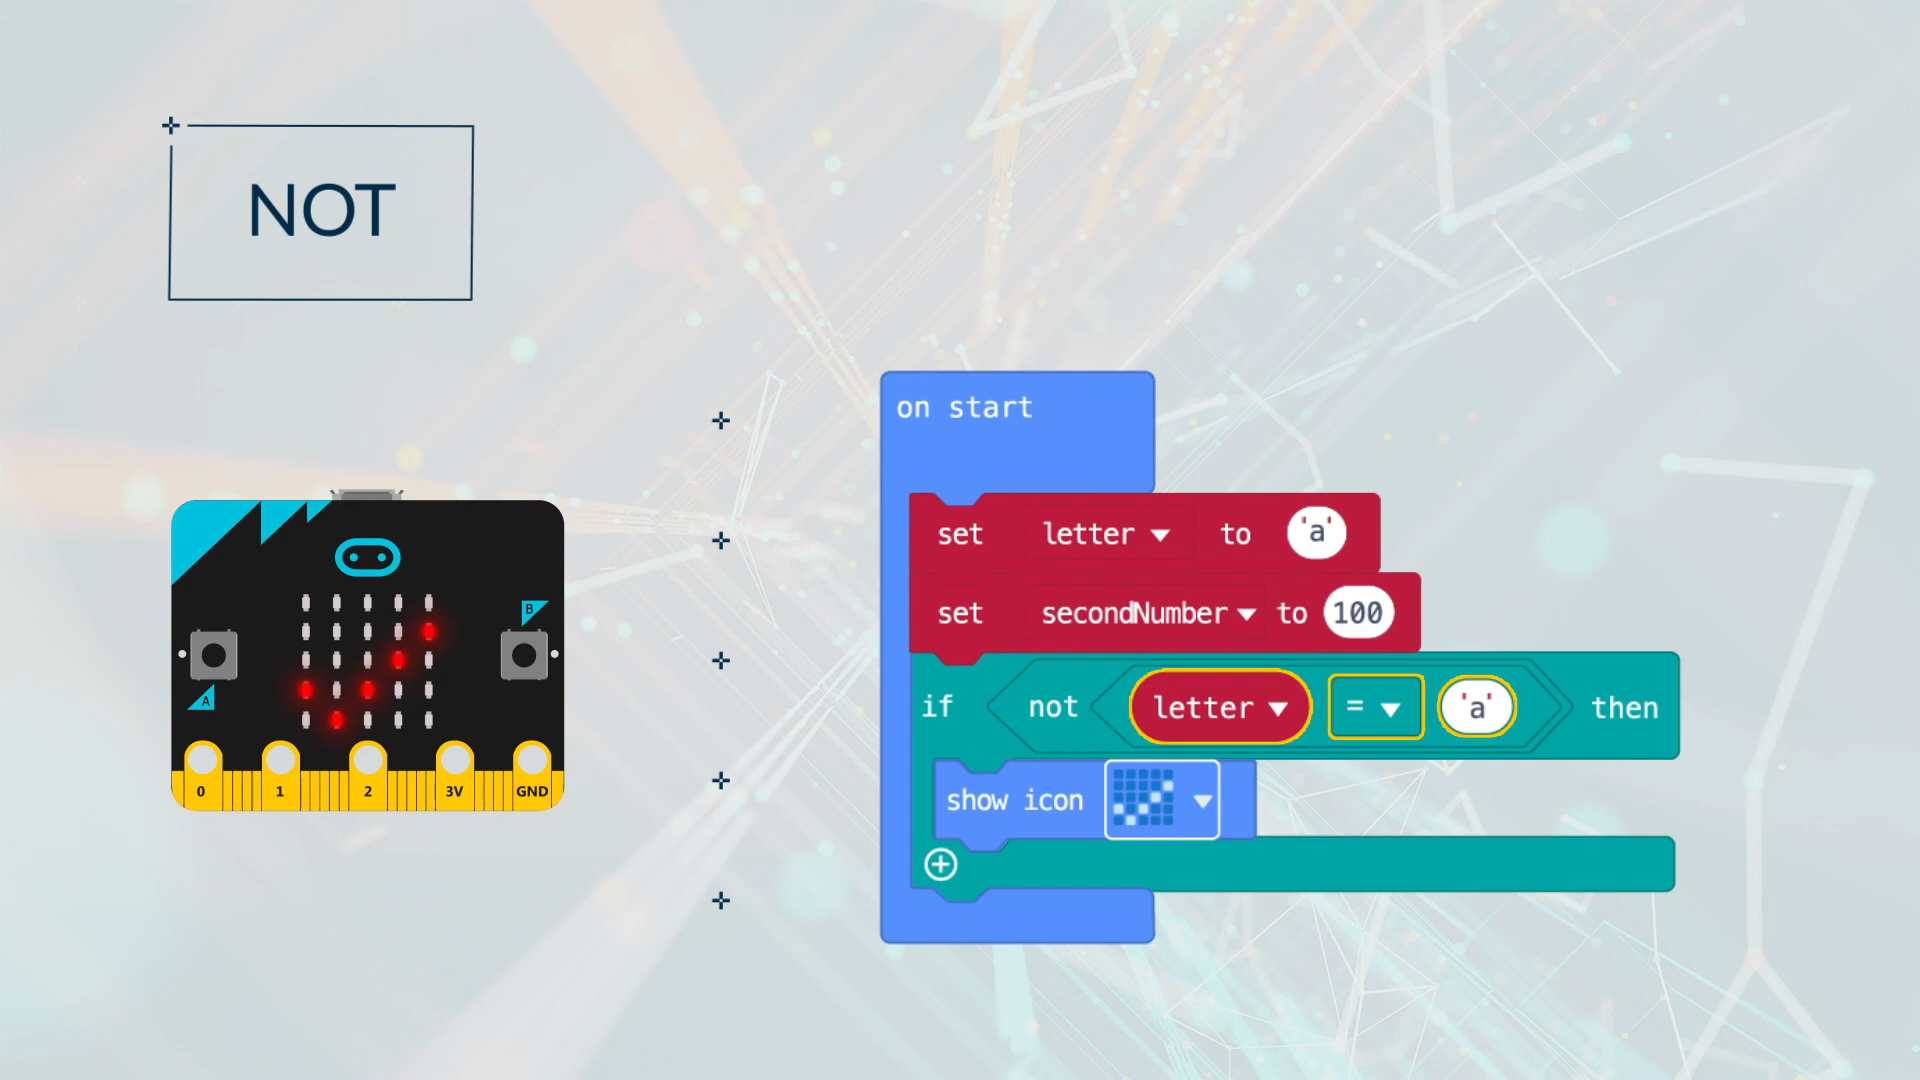 NOT
on start
set letter to 'a'
set secondNumber to 100
if not letter = 'a' then
show icon
B
A
0 1 2 3V GND